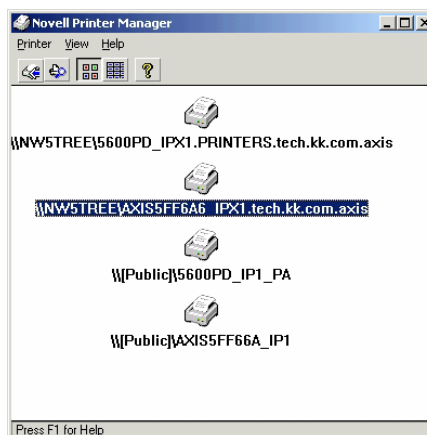 Novell Printer Manager
Printer View Help
\\NW5TREE\5600PD_IPX1.PRINTERS.tech.kk.com.axis
\\NW5TREE\AXIS5FF6A6_IPX1.tech.kk.com.axis
\\[Public]\5600PD_IP1_PA
\\[Public]\AXIS5FF66A_IP1
Press F1 for Help